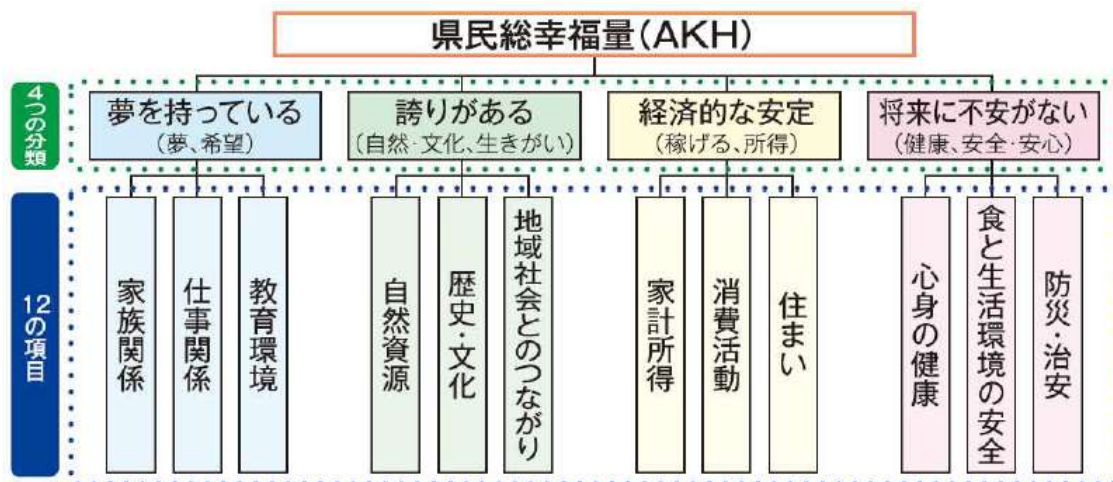 県民総幸福量(AKH)
4つの分類
夢を持っている
(夢、希望)
誇りがある
(自然・文化、生きがい)
経済的な安定
(稼げる、所得)
将来に不安がない
(健康、安全・安心)
12の項目
家族関係
仕事関係
教育環境
自然資源
歴史・文化
地域社会とのつながり
家計所得
消費活動
住まい
心身の健康
食と生活環境の安全
防災・治安